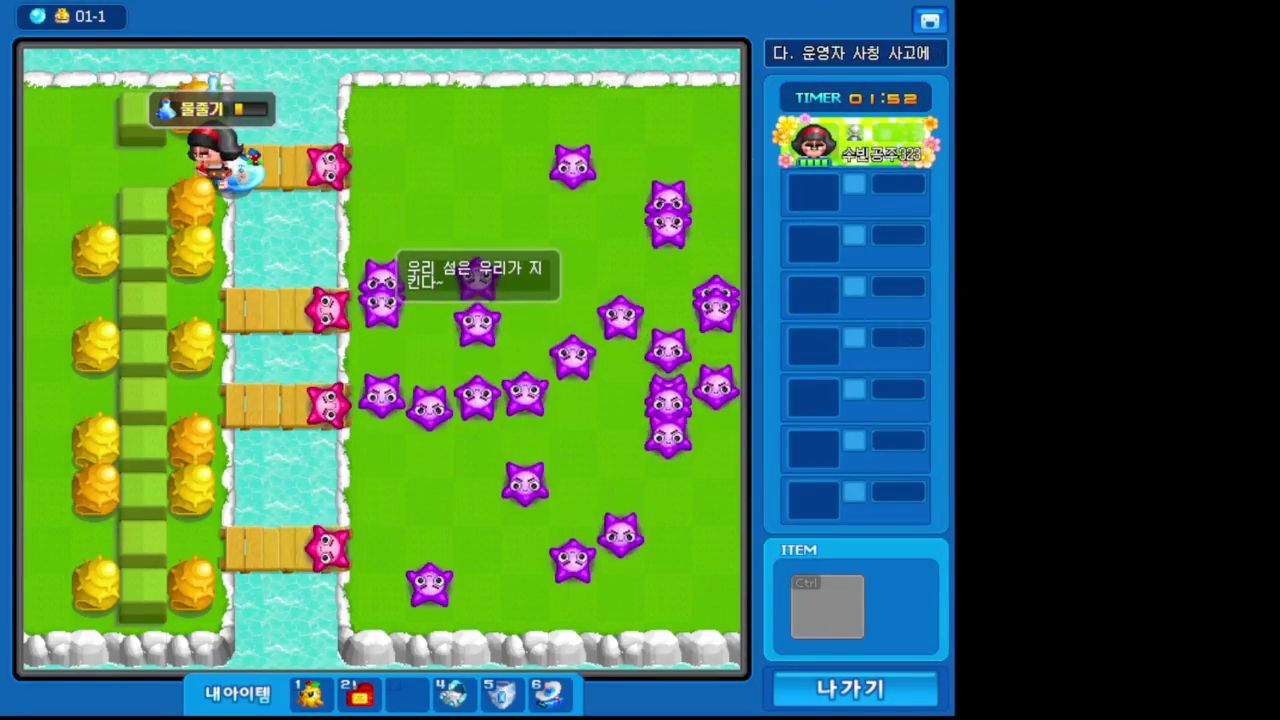 01-1
다. 운영자 사칭 사고에
TIMER 01:52
물줄기
수빈공주323
우리 섬은 우리가 지
킨다~
ITEM
Ctrl
내 아이템
1
2
4
5
6
나가기